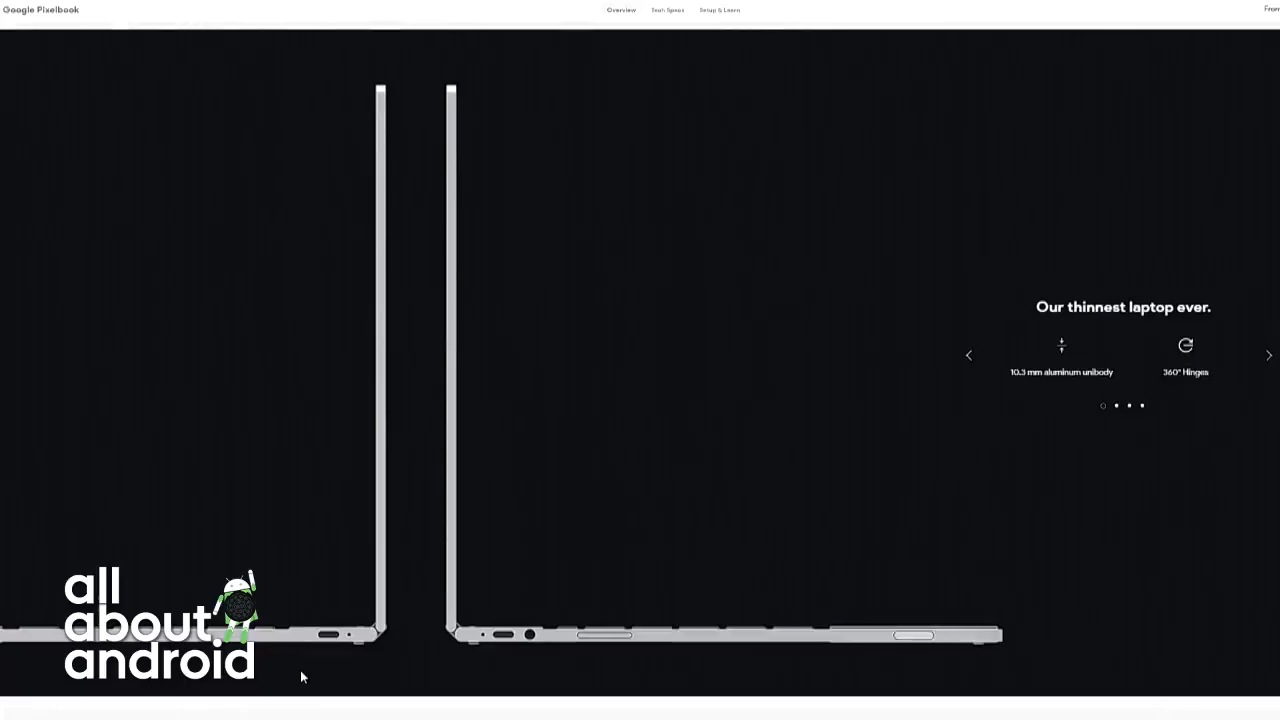 Google Pixelbook
Overview
Tech Specs
Setup & Learn
From
Our thinnest laptop ever.
10.3 mm aluminum unibody
360° Hinges
all
about
android